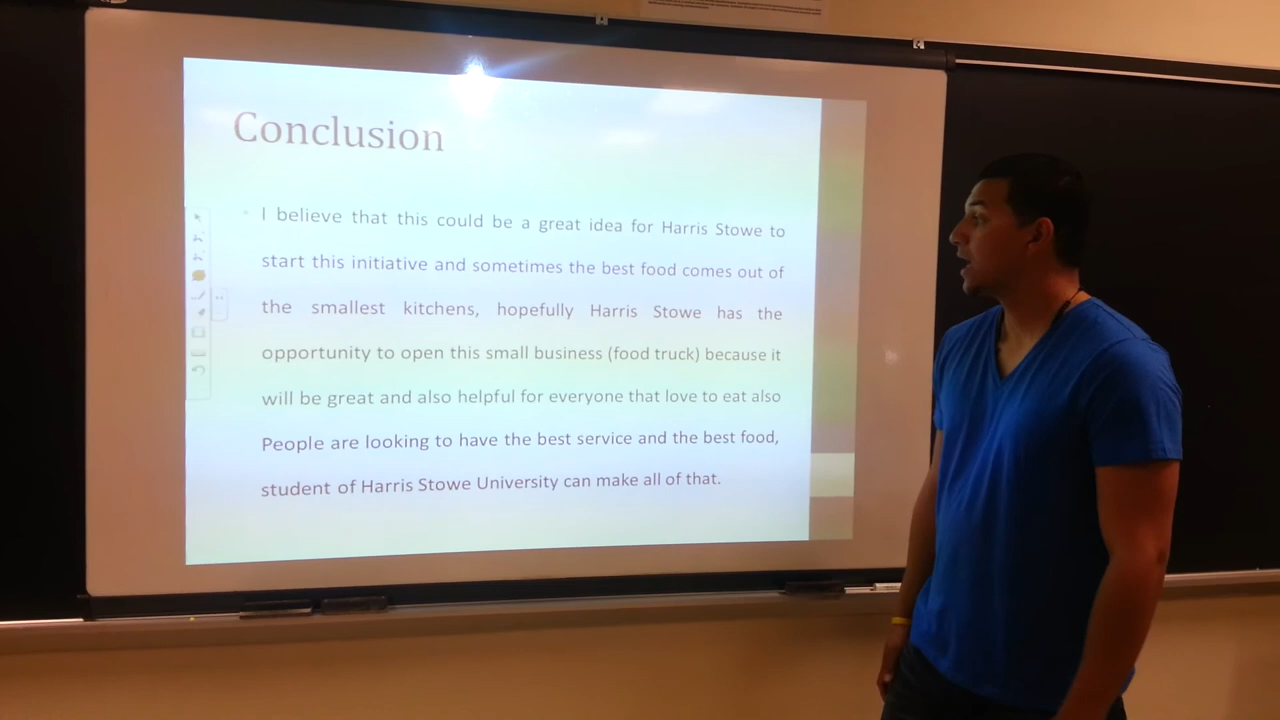 Conclusion
I believe that this could be a great idea for Harris Stowe to
start this initiative and sometimes the best food comes out of
the smallest kitchens, hopefully Harris Stowe has the
opportunity to open this small business (food truck) because it
will be great and also helpful for everyone that love to eat also
People are looking to have the best service and the best food,
student of Harris Stowe University can make all of that.